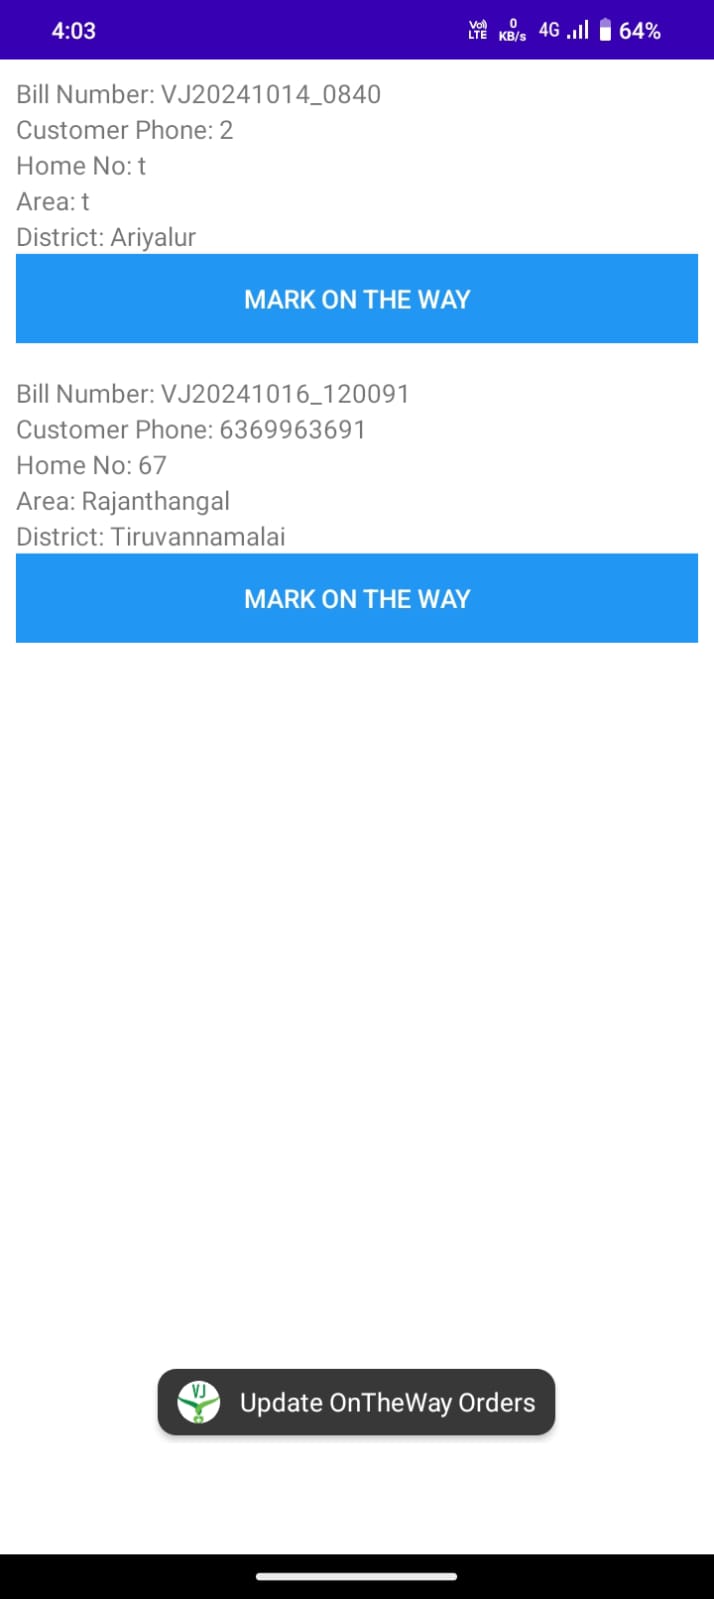 4:03
Vo) LTE 0 KB/s 4G 64%
Bill Number: VJ20241014_0840
Customer Phone: 2
Home No: t
Area: t
District: Ariyalur
MARK ON THE WAY
Bill Number: VJ20241016_120091
Customer Phone: 6369963691
Home No: 67
Area: Rajanthangal
District: Tiruvannamalai
MARK ON THE WAY
VJ
Update OnTheWay Orders